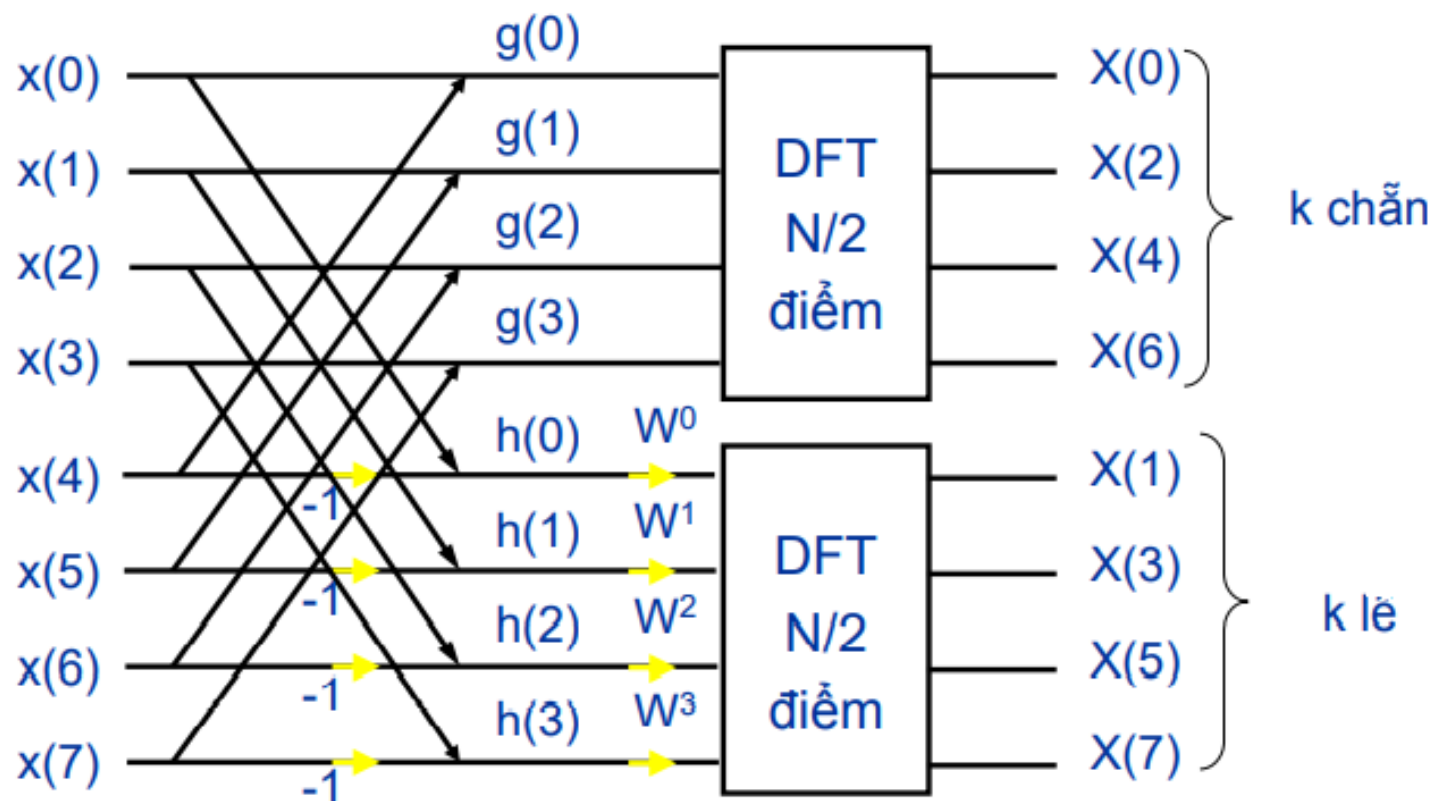 x(0)
x(1)
x(2)
x(3)
x(4)
x(5)
x(6)
x(7)
-1
-1
-1
-1
g(0)
g(1)
g(2)
g(3)
h(0)
h(1)
h(2)
h(3)
W⁰
W¹
W²
W³
DFT
N/2
điểm
DFT
N/2
điểm
X(0)
X(2)
X(4)
X(6)
X(1)
X(3)
X(5)
X(7)
k chẵn
k lẻ